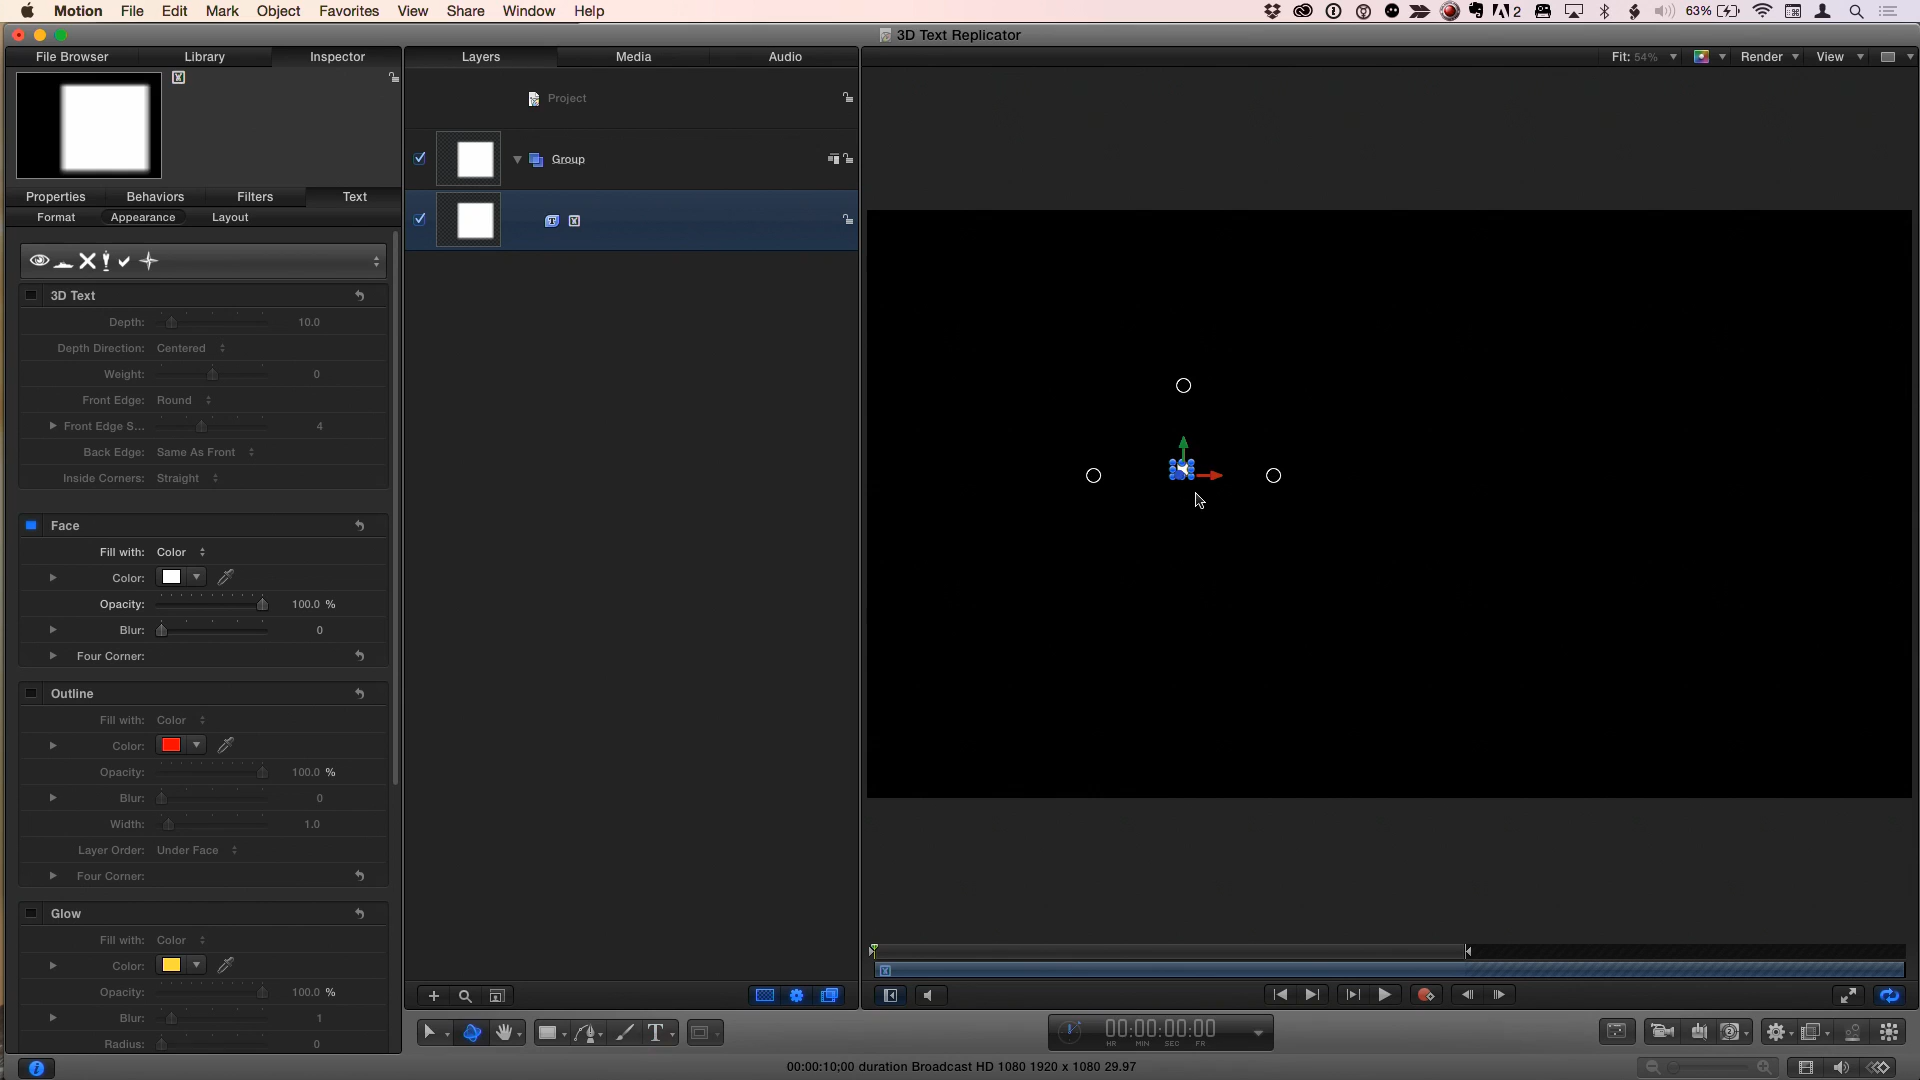 Motion File Edit Mark Object Favorites View Share Window Help 2 63%
3D Text Replicator
File Browser Library Inspector Layers Media Audio Fit: 54% Render View
Project
Group
Properties Behaviors Filters Text
Format Appearance Layout
3D Text
Depth: 10.0
Depth Direction: Centered
Weight: 0
Front Edge: Round
Front Edge S... 4
Back Edge: Same As Front
Inside Corners: Straight
Face
Fill with: Color
Color:
Opacity: 100.0 %
Blur: 0
Four Corner:
Outline
Fill with: Color
Color:
Opacity: 100.0 %
Blur: 0
Width: 1.0
Layer Order: Under Face
Four Corner:
Glow
Fill with: Color
Color:
Opacity: 100.0 %
Blur: 1
Radius: 0
T 00:00:00:00
HR MIN SEC FR
00:00:10;00 duration Broadcast HD 1080 1920 x 1080 29.97